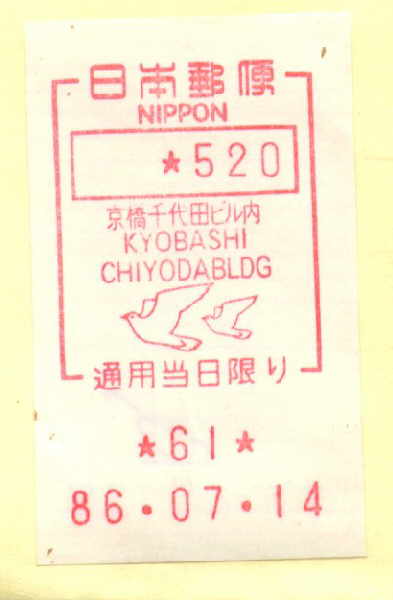 日本郵便
NIPPON
★520
京橋千代田ビル内
KYOBASHI
CHIYODABLDG
通用当日限り
★61★
86・07・14